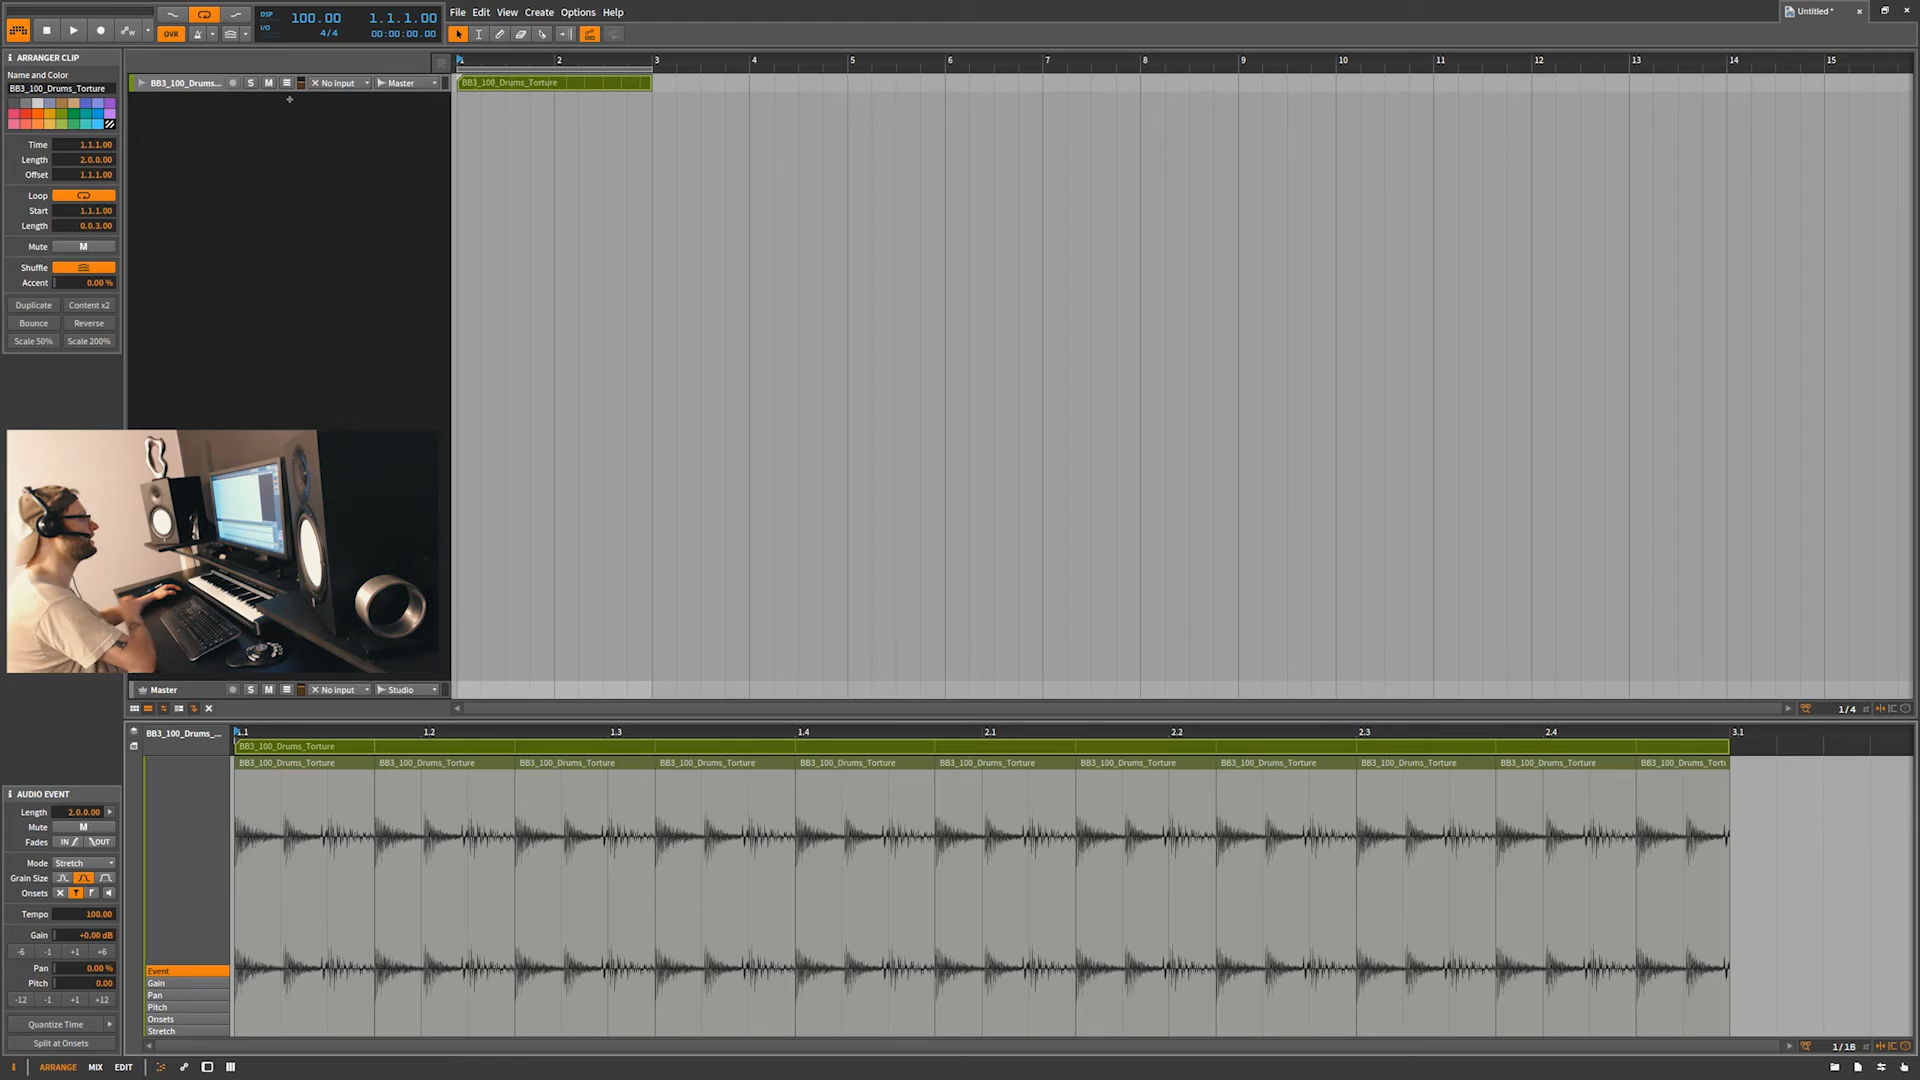 OVR
DSP
I/O
100.00
4/4
1.1.1.00
00:00:00.00
File Edit View Create Options Help
Untitled *
ARRANGER CLIP
Name and Color
BB3_100_Drums_Torture
Time 1.1.1.00
Length 2.0.0.00
Offset 1.1.1.00
Loop
Start 1.1.1.00
Length 0.0.3.00
Mute M
Shuffle
Accent 0.00 %
Duplicate Content x2
Bounce Reverse
Scale 50% Scale 200%
BB3_100_Drums... S M No input Master
1 2 3 4 5 6 7 8 9 10 11 12 13 14 15
BB3_100_Drums_Torture
Master S M No input Studio
1/4
BB3_100_Drums_...
1.1 1.2 1.3 1.4 2.1 2.2 2.3 2.4 3.1
BB3_100_Drums_Torture
BB3_100_Drums_Torture BB3_100_Drums_Torture BB3_100_Drums_Torture BB3_100_Drums_Torture BB3_100_Drums_Torture BB3_100_Drums_Torture BB3_100_Drums_Torture BB3_100_Drums_Torture BB3_100_Drums_Torture BB3_100_Drums_Torture BB3_100_Drums_Tortu
AUDIO EVENT
Length 2.0.0.00
Mute M
Fades IN OUT
Mode Stretch
Grain Size
Onsets
Tempo 100.00
Gain +0.00 dB
-6 -1 +1 +6
Pan 0.00 %
Pitch 0.00
-12 -1 +1 +12
Quantize Time
Split at Onsets
Event
Gain
Pan
Pitch
Onsets
Stretch
1/16
ARRANGE MIX EDIT